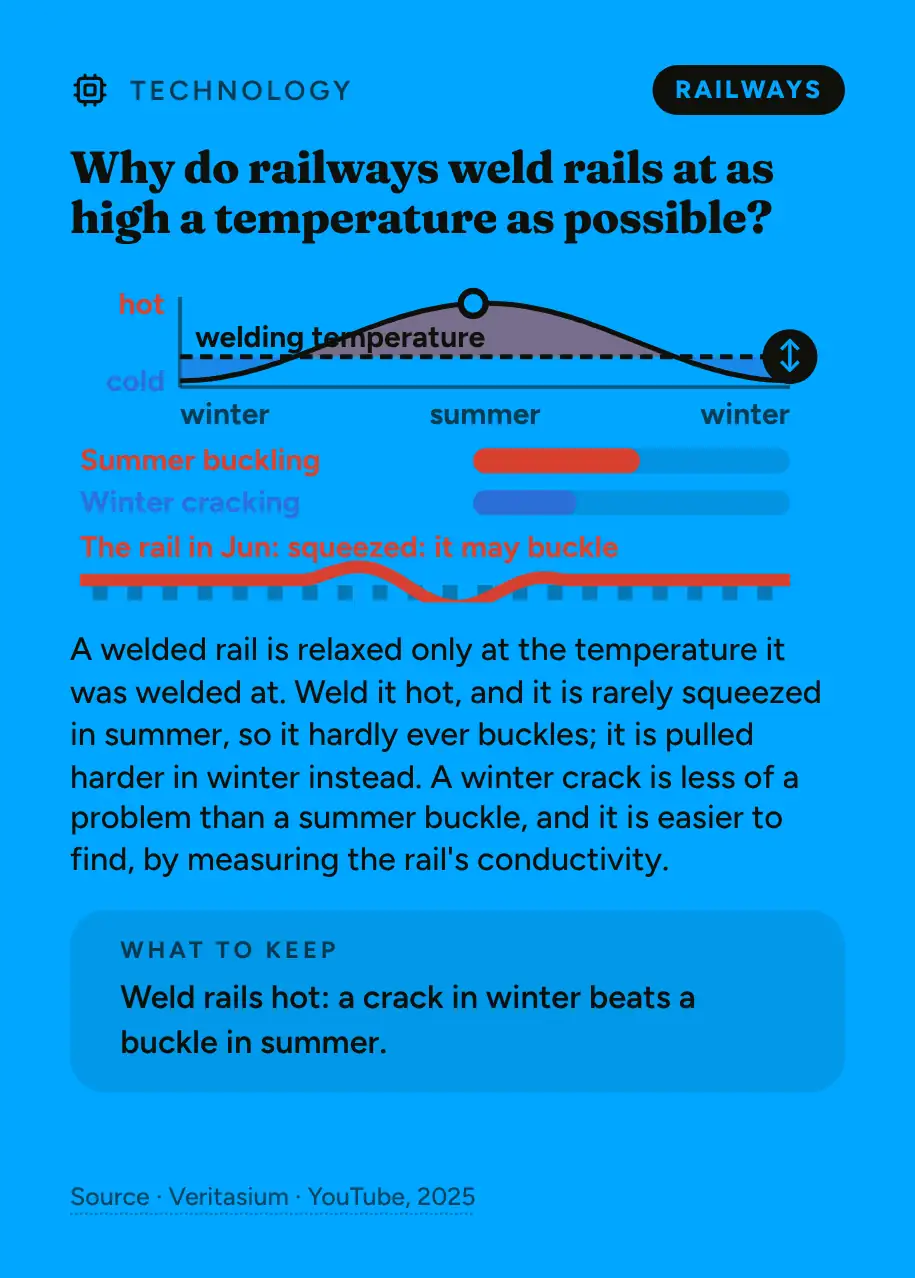 TECHNOLOGY
RAILWAYS
Why do railways weld rails at as
high a temperature as possible?
hot
welding temperature
cold
winter
summer
winter
Summer buckling
Winter cracking
The rail in Jun: squeezed: it may buckle
A welded rail is relaxed only at the temperature it
was welded at. Weld it hot, and it is rarely squeezed
in summer, so it hardly ever buckles; it is pulled
harder in winter instead. A winter crack is less of a
problem than a summer buckle, and it is easier to
find, by measuring the rail's conductivity.
WHAT TO KEEP
Weld rails hot: a crack in winter beats a
buckle in summer.
Source · Veritasium · YouTube, 2025